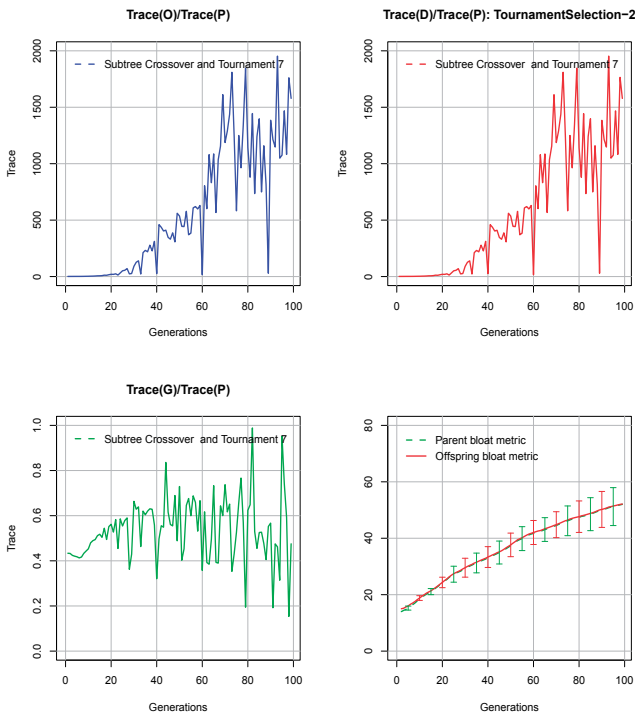 Trace(O)/Trace(P)
Subtree Crossover and Tournament 7
2000
1500
1000
500
0
Trace
0 20 40 60 80 100
Generations
Trace(D)/Trace(P): TournamentSelection−2
Subtree Crossover and Tournament 7
2000
1500
1000
500
0
Trace
0 20 40 60 80 100
Generations
Trace(G)/Trace(P)
Subtree Crossover and Tournament 7
1.0
0.8
0.6
0.4
0.2
0.0
Trace
0 20 40 60 80 100
Generations
Parent bloat metric
Offspring bloat metric
80
60
40
20
0
0 20 40 60 80 100
Generations